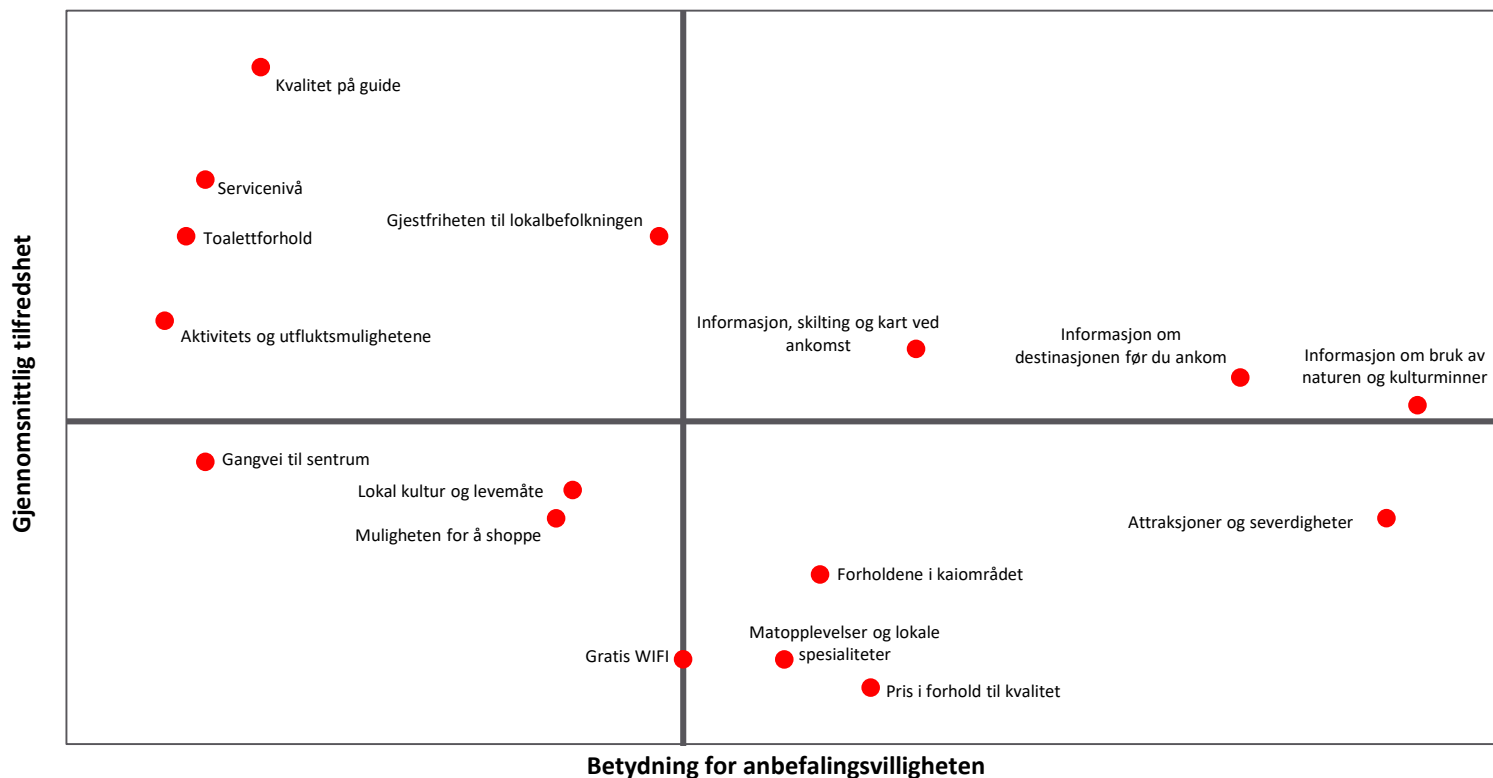 Kvalitet på guide
Servicenivå
Gjestfriheten til lokalbefolkningen
Toalettforhold
Aktivitets og utfluktsmulighetene
Informasjon, skilting og kart ved
ankomst
Informasjon om
destinasjonen før du ankom
Informasjon om bruk av
naturen og kulturminner
Gjennomsnittlig tilfredshet
Gangvei til sentrum
Lokal kultur og levemåte
Muligheten for å shoppe
Attraksjoner og severdigheter
Forholdene i kaiområdet
Gratis WIFI
Matopplevelser og lokale
spesialiteter
Pris i forhold til kvalitet
Betydning for anbefalingsvilligheten